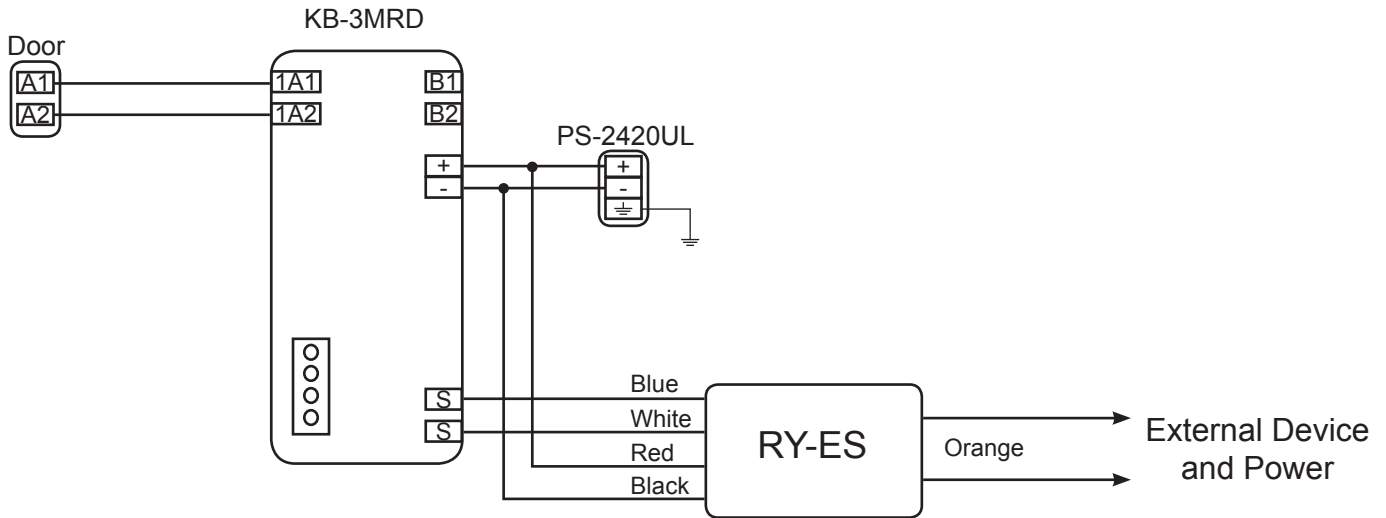 KB-3MRD
Door
A1
A2
1A1
1A2
B1
B2
+
-
PS-2420UL
+
-
S
S
Blue
White
Red
Black
RY-ES
Orange
External Device
and Power